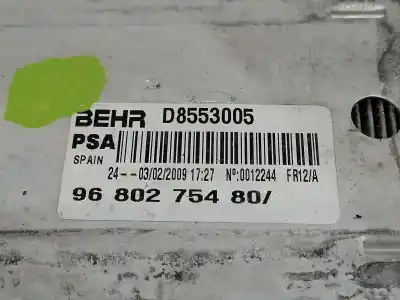 BEHR D8553005
PSA
SPAIN
24-- 03/02/2009 17:27 Nº:0012244 FR12/A
96 802 754 80/